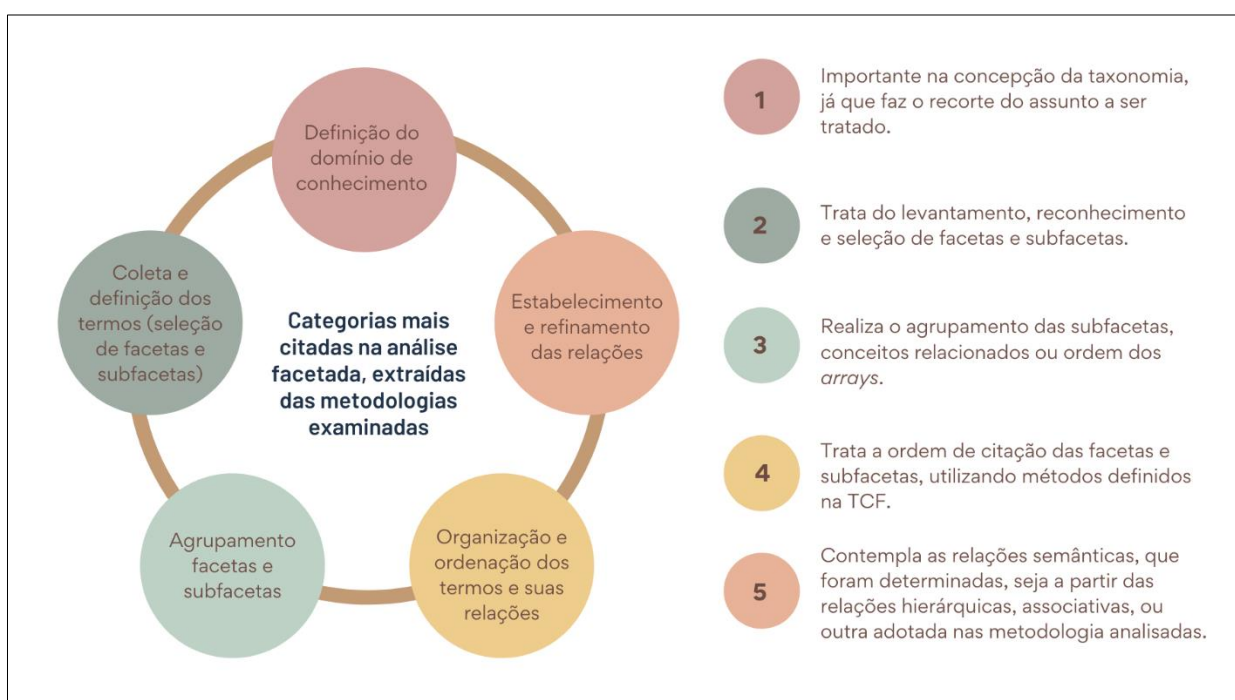 Definição do
domínio de
conhecimento
Coleta e
definição dos
termos (seleção
de facetas e
subfacetas)
Categorias mais
citadas na análise
facetada, extraídas
das metodologias
examinadas
Estabelecimento
e refinamento
das relações
Agrupamento
facetas e
subfacetas
Organização e
ordenação dos
termos e suas
relações
1
Importante na concepção da taxonomia,
já que faz o recorte do assunto a ser
tratado.
2
Trata do levantamento, reconhecimento
e seleção de facetas e subfacetas.
3
Realiza o agrupamento das subfacetas,
conceitos relacionados ou ordem dos
arrays.
4
Trata a ordem de citação das facetas e
subfacetas, utilizando métodos definidos
na TCF.
5
Contempla as relações semânticas, que
foram determinadas, seja a partir das
relações hierárquicas, associativas, ou
outra adotada nas metodologia analisadas.